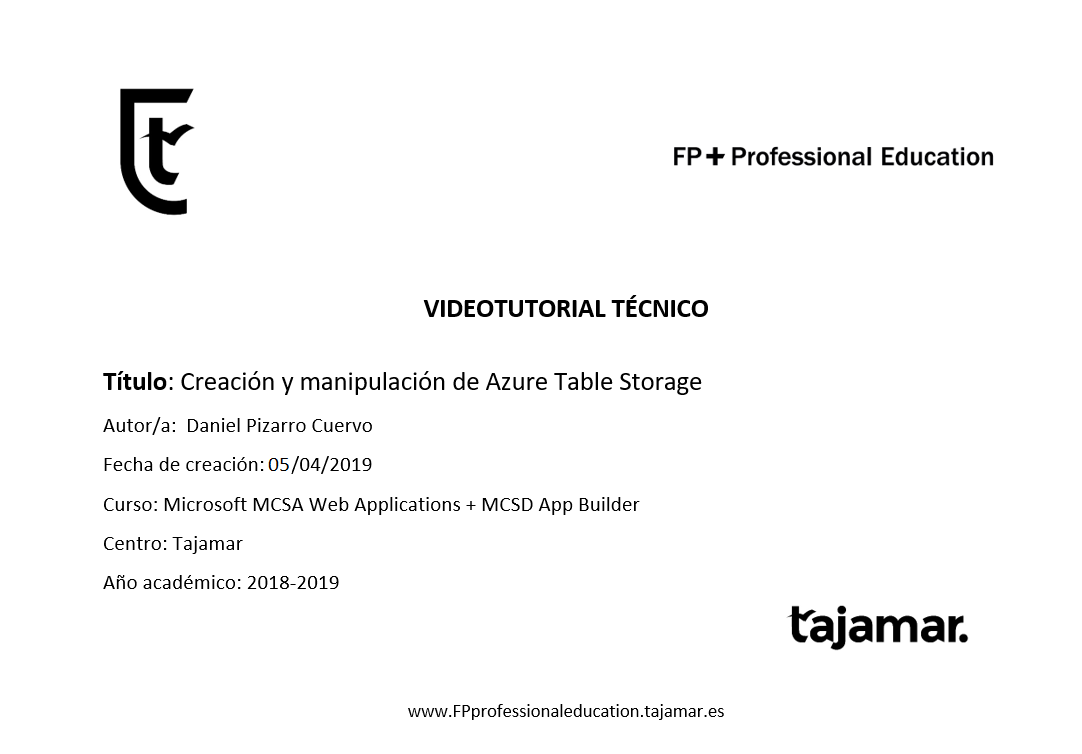 t
FP+Professional Education
VIDEOTUTORIAL TÉCNICO
Título: Creación y manipulación de Azure Table Storage
Autor/a:  Daniel Pizarro Cuervo
Fecha de creación: 05/04/2019
Curso: Microsoft MCSA Web Applications + MCSD App Builder
Centro: Tajamar
Año académico: 2018-2019
tajamar.
www.FPprofessionaleducation.tajamar.es